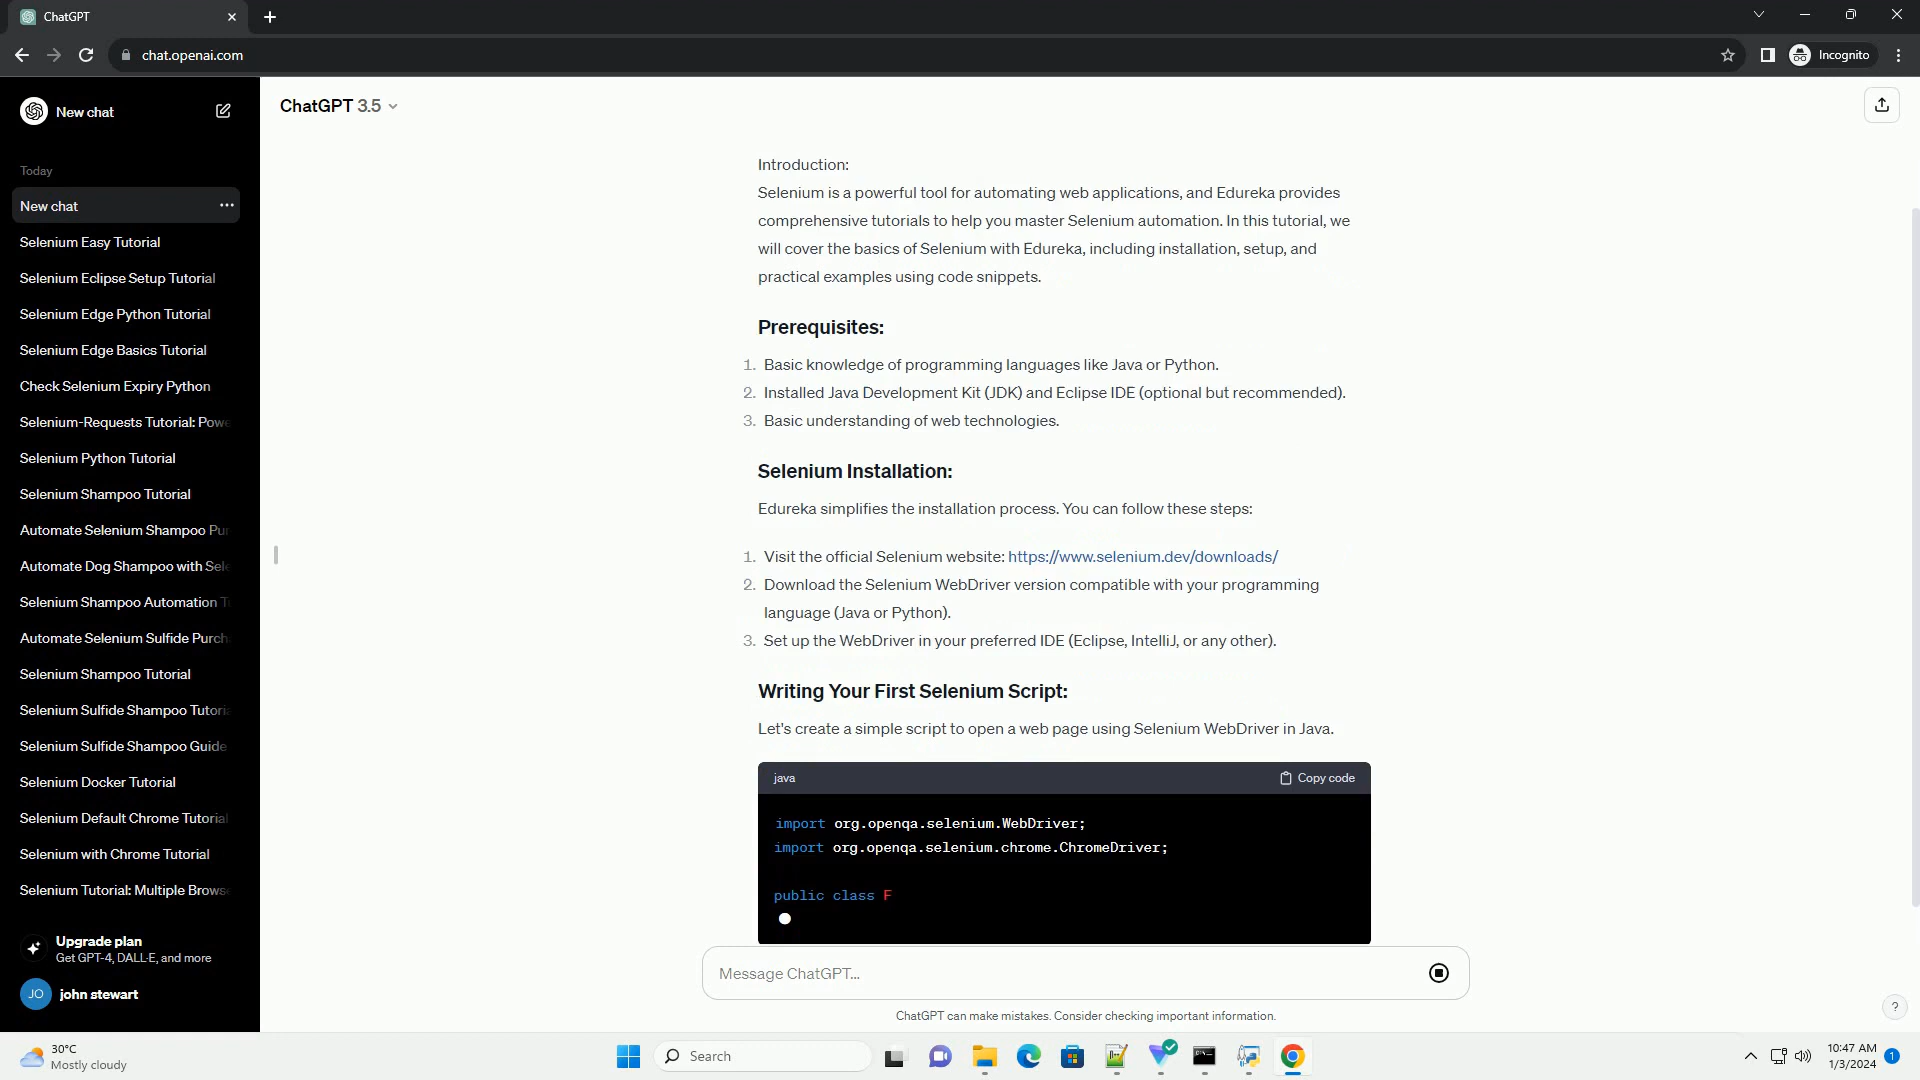 ChatGPT
chat.openai.com
Incognito
New chat
ChatGPT 3.5
Today
New chat
Selenium Easy Tutorial
Selenium Eclipse Setup Tutorial
Selenium Edge Python Tutorial
Selenium Edge Basics Tutorial
Check Selenium Expiry Python
Selenium-Requests Tutorial: Powe
Selenium Python Tutorial
Selenium Shampoo Tutorial
Automate Selenium Shampoo Pur
Automate Dog Shampoo with Sele
Selenium Shampoo Automation T
Automate Selenium Sulfide Purch
Selenium Shampoo Tutorial
Selenium Sulfide Shampoo Tutoria
Selenium Sulfide Shampoo Guide
Selenium Docker Tutorial
Selenium Default Chrome Tutorial
Selenium with Chrome Tutorial
Selenium Tutorial: Multiple Browse
Upgrade plan
Get GPT-4, DALL·E, and more
JO
john stewart
Introduction:
Selenium is a powerful tool for automating web applications, and Edureka provides
comprehensive tutorials to help you master Selenium automation. In this tutorial, we
will cover the basics of Selenium with Edureka, including installation, setup, and
practical examples using code snippets.
Prerequisites:
1. Basic knowledge of programming languages like Java or Python.
2. Installed Java Development Kit (JDK) and Eclipse IDE (optional but recommended).
3. Basic understanding of web technologies.
Selenium Installation:
Edureka simplifies the installation process. You can follow these steps:
1. Visit the official Selenium website: https://www.selenium.dev/downloads/
2. Download the Selenium WebDriver version compatible with your programming
language (Java or Python).
3. Set up the WebDriver in your preferred IDE (Eclipse, IntelliJ, or any other).
Writing Your First Selenium Script:
Let's create a simple script to open a web page using Selenium WebDriver in Java.
java
Copy code
import org.openqa.selenium.WebDriver;
import org.openqa.selenium.chrome.ChromeDriver;
public class F
Message ChatGPT...
ChatGPT can make mistakes. Consider checking important information.
?
30°C
Mostly cloudy
Search
10:47 AM
1/3/2024
1